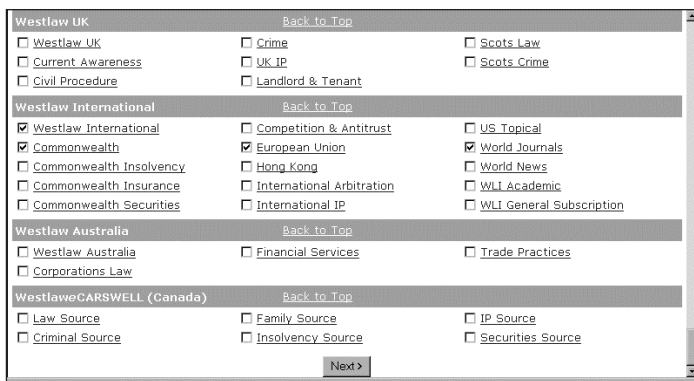 Westlaw UK Back to Top
Westlaw UK Crime Scots Law
Current Awareness UK IP Scots Crime
Civil Procedure Landlord & Tenant
Westlaw International Back to Top
Westlaw International Competition & Antitrust US Topical
Commonwealth European Union World Journals
Commonwealth Insolvency Hong Kong World News
Commonwealth Insurance International Arbitration WLI Academic
Commonwealth Securities International IP WLI General Subscription
Westlaw Australia Back to Top
Westlaw Australia Financial Services Trade Practices
Corporations Law
WestlaweCARSWELL (Canada) Back to Top
Law Source Family Source IP Source
Criminal Source Insolvency Source Securities Source
Next>